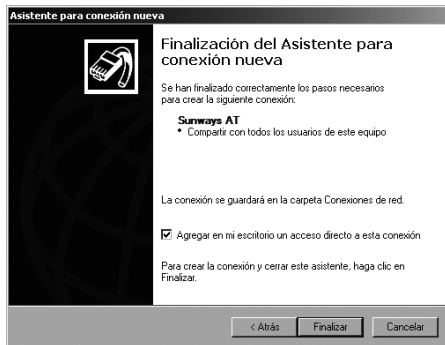 Asistente para conexión nueva
Finalización del Asistente para
conexión nueva
Se han finalizado correctamente los pasos necesarios
para crear la siguiente conexión:
Sunways AT
• Compartir con todos los usuarios de este equipo
La conexión se guardará en la carpeta Conexiones de red.
Agregar en mi escritorio un acceso directo a esta conexión
Para crear la conexión y cerrar este asistente, haga clic en
Finalizar.
< Atrás Finalizar Cancelar